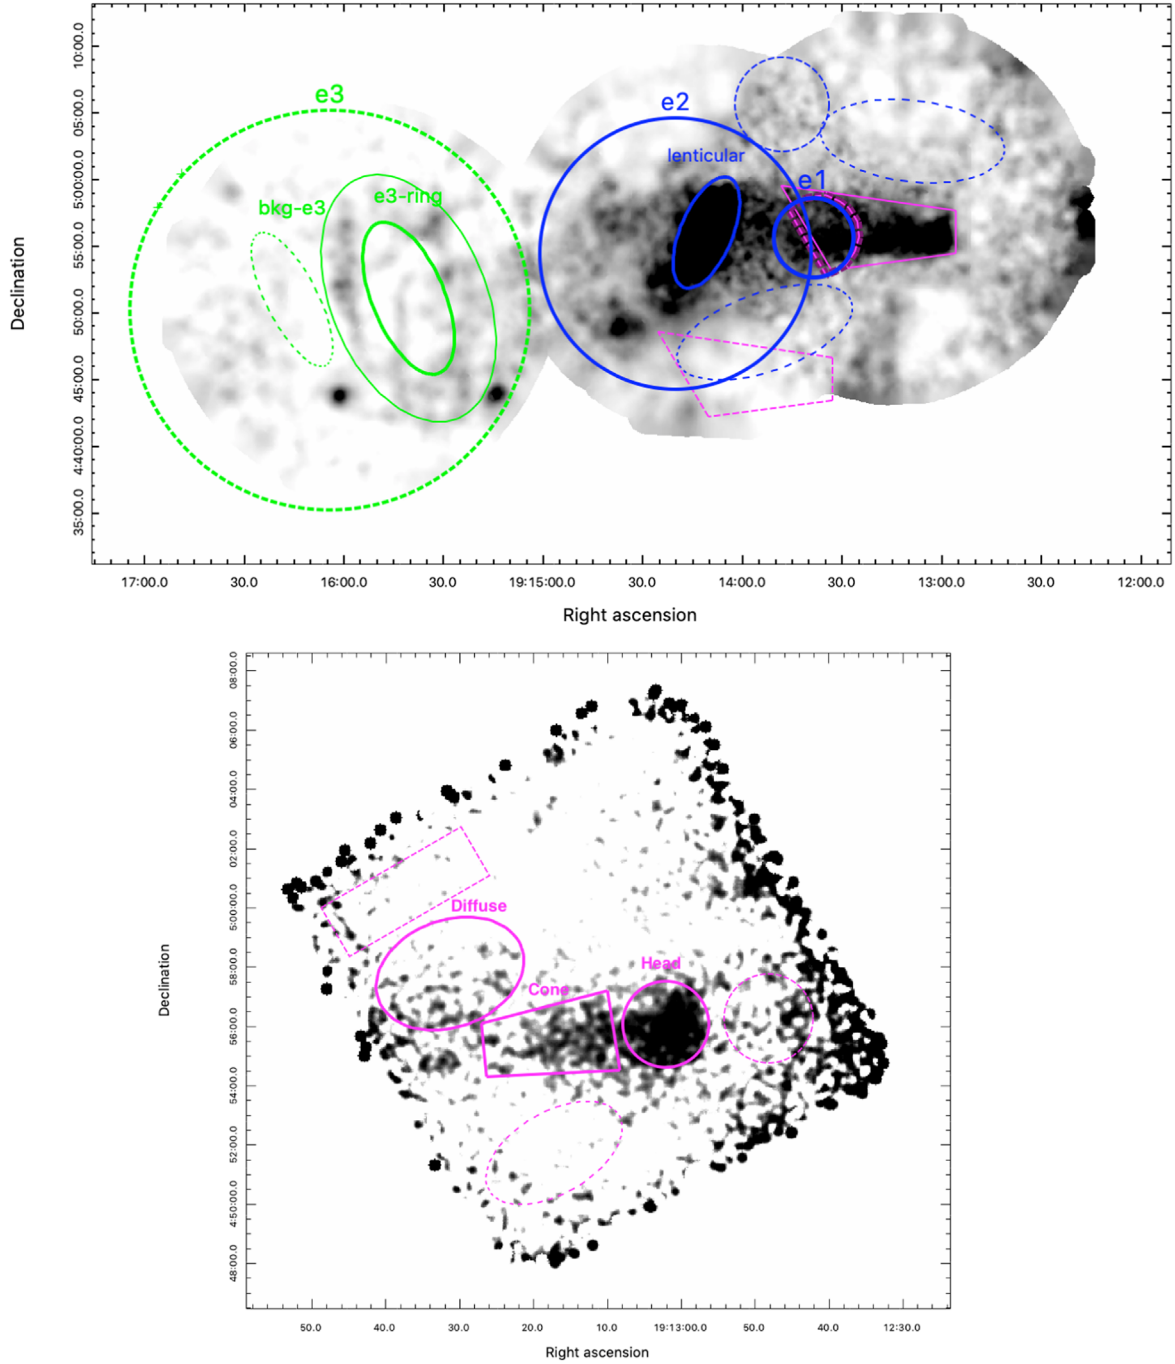 10:00.0
05:00.0
5:00:00.0
55:00.0
50:00.0
45:00.0
4:40:00.0
35:00.0
Declination
e3
bkg-e3
e3-ring
e2
lenticular
e1
17:00.0 30.0 16:00.0 30.0 19:15:00.0 30.0 14:00.0 30.0 13:00.0 30.0 12:00.0
Right ascension
08:00.0
06:00.0
04:00.0
02:00.0
5:00:00.0
58:00.0
56:00.0
54:00.0
52:00.0
4:50:00.0
48:00.0
Declination
Diffuse
Cone
Head
50.0 40.0 30.0 20.0 10.0 19:13:00.0 50.0 40.0 12:30.0
Right ascension